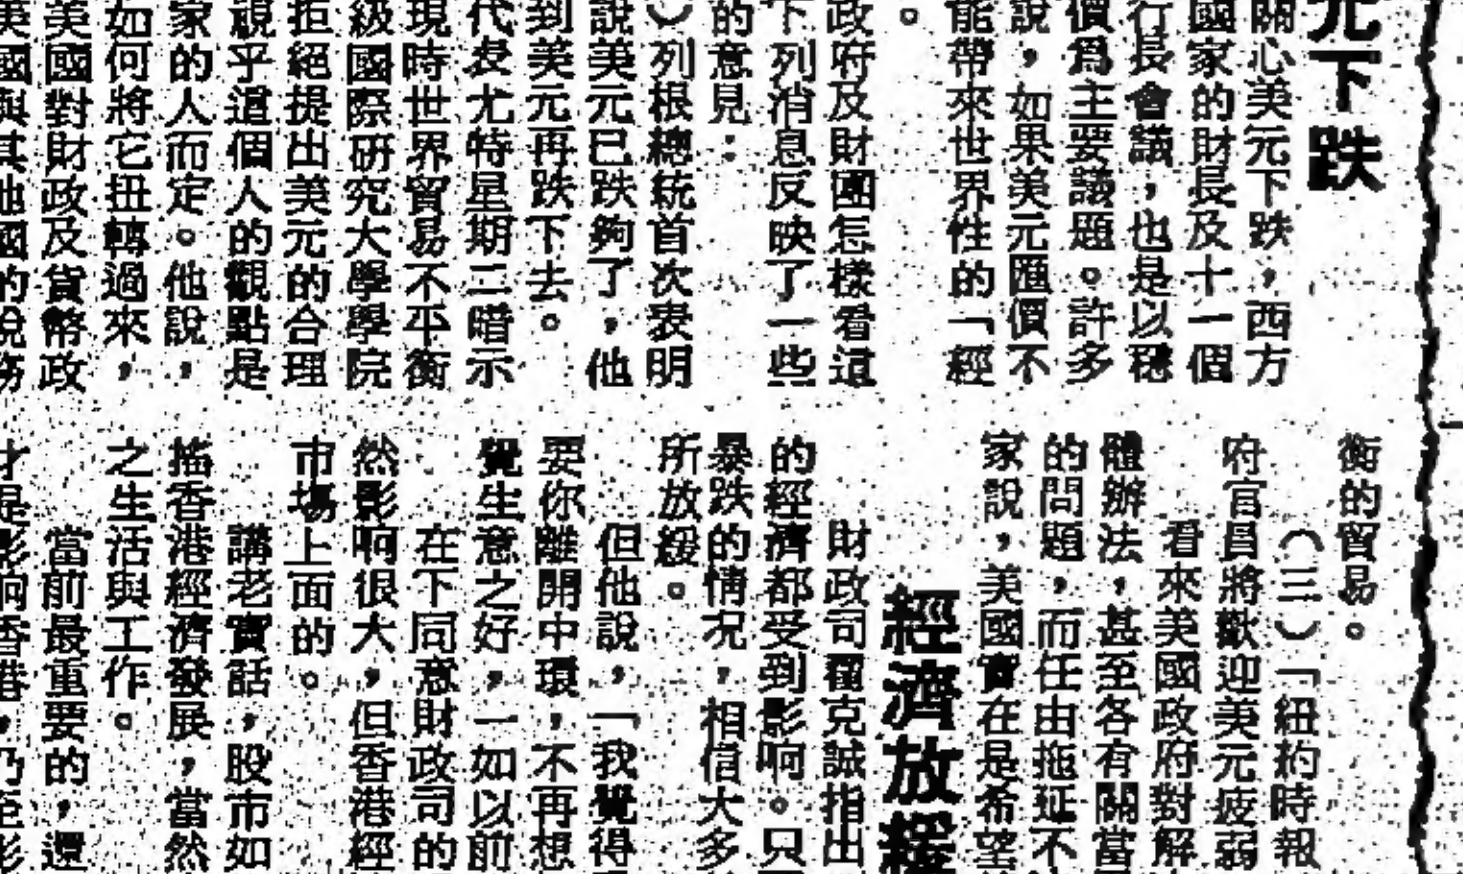 元下跌
關心美元下跌，西方
國家的財長及十一個
行長會議，也是以穩
價爲主要議題。許多
說，如果美元匯價不
能帶來世界性的「經
。
政府及財團怎樣看這
下列消息反映了一些
的意見：
）列根總統首次表明
說美元已跌夠了，他
到美元再跌下去。
代表尤特星期二暗示
現時世界貿易不平衡
級國際研究大學學院
拒絕提出美元的合理
視乎這個人的觀點是
家的人而定。他說，
如何將它扭轉過來，
美國對財政及貨幣政
美國與其他國的稅務
衡的貿易。
（三）「紐約時報
府官員將歡迎美元疲弱
看來美國政府對解
體辦法，甚至各有關當
的問題，而任由拖延不
家說，美國實在是希望
經濟放緩
財政司翟克誠指出
的經濟都受到影响。只
暴跌的情况，相信大多
所放緩。
但他說，「我覺得
要你離開中環，不再想
覺生意之好，一如以前
在下同意財政司的
然影响很大，但香港經
市場上面的。
講老實話，股市如
搖香港經濟發展，當然
之生活與工作。
當前最重要的，還
才是影响香港，乃至影